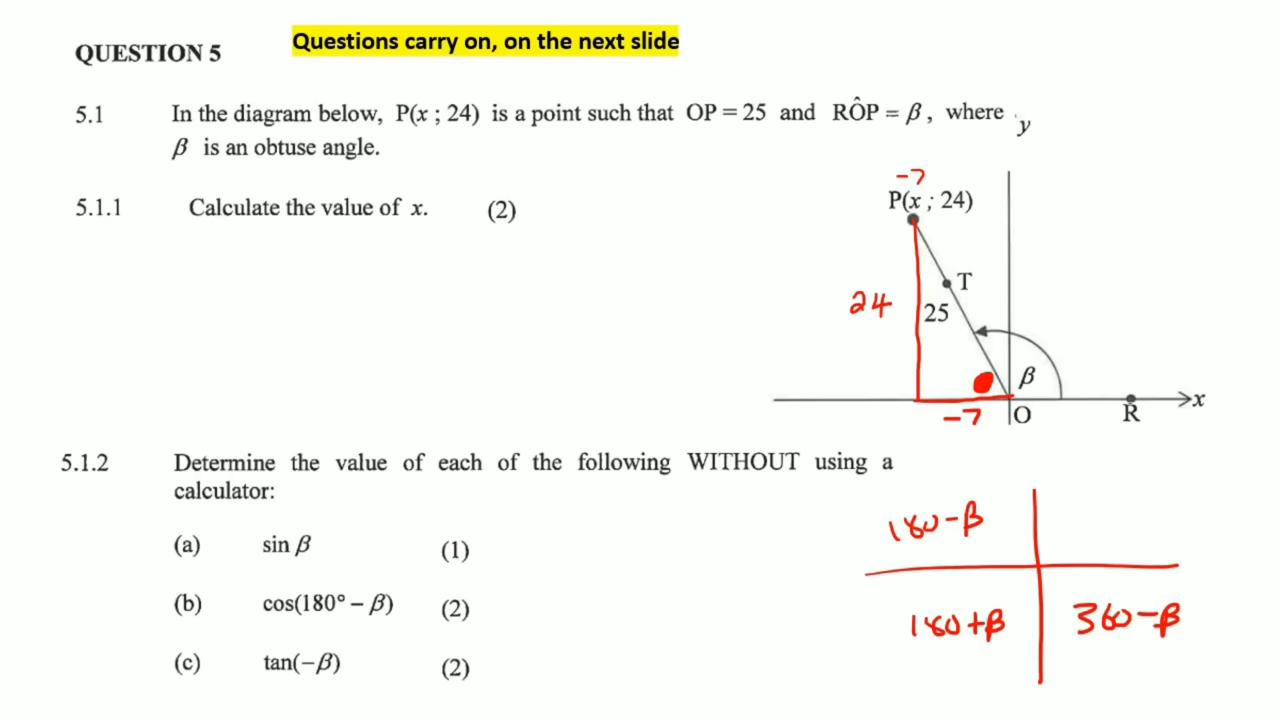 Questions carry on, on the next slide
QUESTION 5
5.1 In the diagram below, P(x ; 24) is a point such that OP = 25 and RÔP = β, where
β is an obtuse angle.
y
-7
5.1.1 Calculate the value of x. (2)
P(x ; 24)
T
24
25
β
x
-7
O
R
5.1.2 Determine the value of each of the following WITHOUT using a
calculator:
180-β
(a) sin β (1)
(b) cos(180° – β) (2)
180+β
360-β
(c) tan(–β) (2)